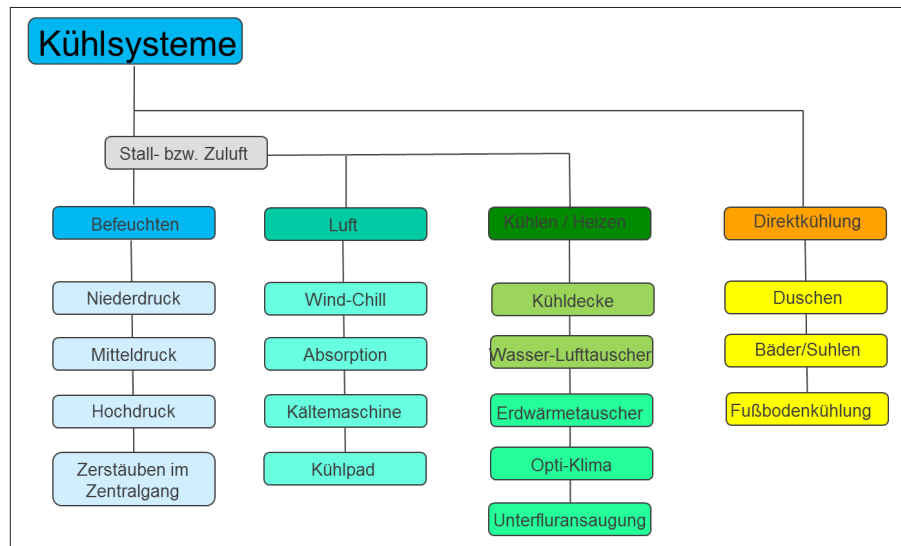 Kühlsysteme
Stall- bzw. Zuluft
Befeuchten
Niederdruck
Mitteldruck
Hochdruck
Zerstäuben im
Zentralgang
Luft
Wind-Chill
Absorption
Kältemaschine
Kühlpad
Kühlen / Heizen
Kühldecke
Wasser-Lufttauscher
Erdwärmetauscher
Opti-Klima
Unterfluransaugung
Direktkühlung
Duschen
Bäder/Suhlen
Fußbodenkühlung